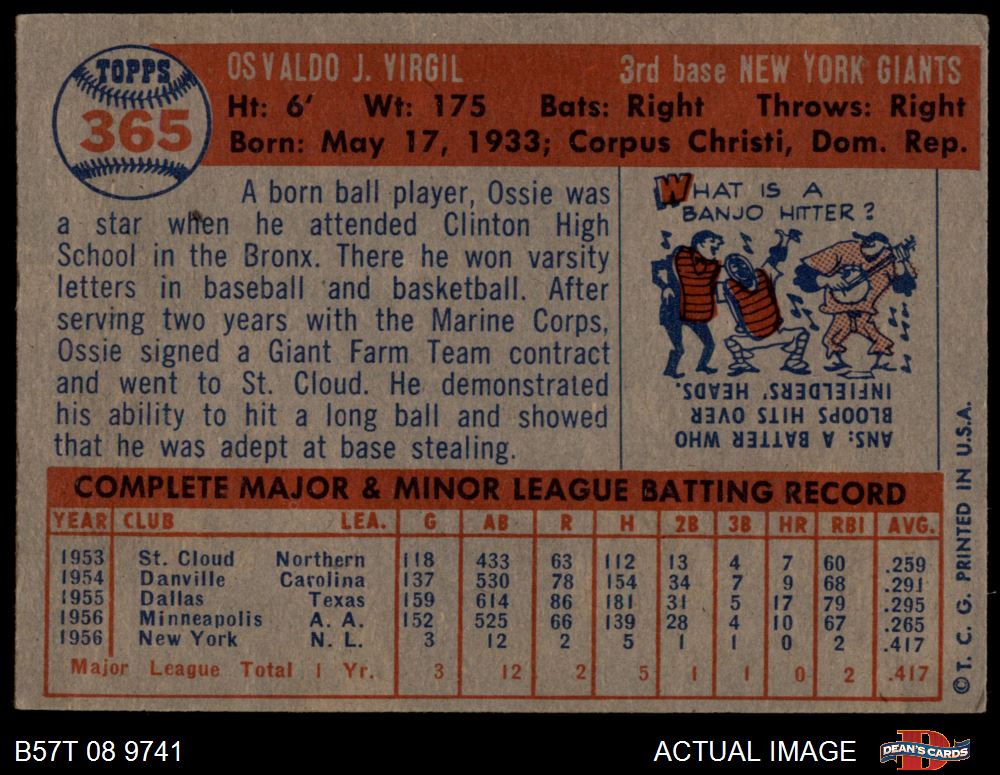 TOPPS
365
OSVALDO J. VIRGIL 3rd base NEW YORK GIANTS
Ht: 6' Wt: 175 Bats: Right Throws: Right
Born: May 17, 1933; Corpus Christi, Dom. Rep.
A born ball player, Ossie was
a star when he attended Clinton High
School in the Bronx. There he won varsity
letters in baseball and basketball. After
serving two years with the Marine Corps,
Ossie signed a Giant Farm Team contract
and went to St. Cloud. He demonstrated
his ability to hit a long ball and showed
that he was adept at base stealing.
WHAT IS A
BANJO HITTER?
ANS: A BATTER WHO
BLOOPS HITS OVER
INFIELDERS' HEADS.
COMPLETE MAJOR & MINOR LEAGUE BATTING RECORD
YEAR CLUB LEA. G AB R H 2B 3B HR RBI AVG.
1953 St. Cloud Northern 118 433 63 112 13 4 7 60 .259
1954 Danville Carolina 137 530 78 154 34 7 9 68 .291
1955 Dallas Texas 159 614 86 181 31 5 17 79 .295
1956 Minneapolis A. A. 152 525 66 139 28 4 10 67 .265
1956 New York N. L. 3 12 2 5 1 1 0 2 .417
Major League Total 1 Yr. 3 12 2 5 1 1 0 2 .417
© T. C. G. PRINTED IN U.S.A.
B57T 08 9741 ACTUAL IMAGE
D
DEAN'S CARDS